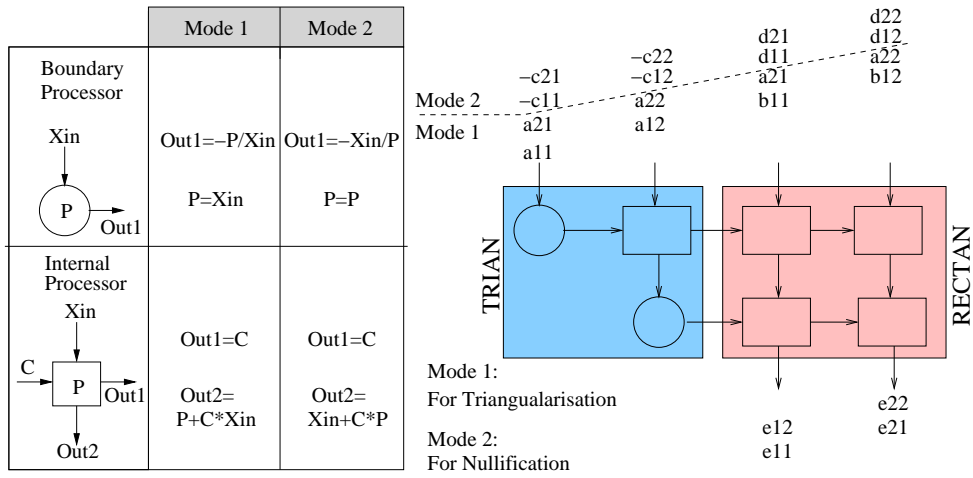 Mode 1 Mode 2
Boundary
Processor
Xin
P
Out1
Out1=−P/Xin Out1=−Xin/P
P=Xin P=P
Internal
Processor
Xin
C
P
Out1
Out2
Out1=C Out1=C
Out2= Out2=
P+C*Xin Xin+C*P
d22
d21 d12
−c22 d11 a22
−c21 −c12 a21 b12
Mode 2 −c11 a22 b11
Mode 1 a21 a12
a11
TRIAN
RECTAN
Mode 1:
For Triangualarisation
Mode 2:
For Nullification
e12 e22
e11 e21